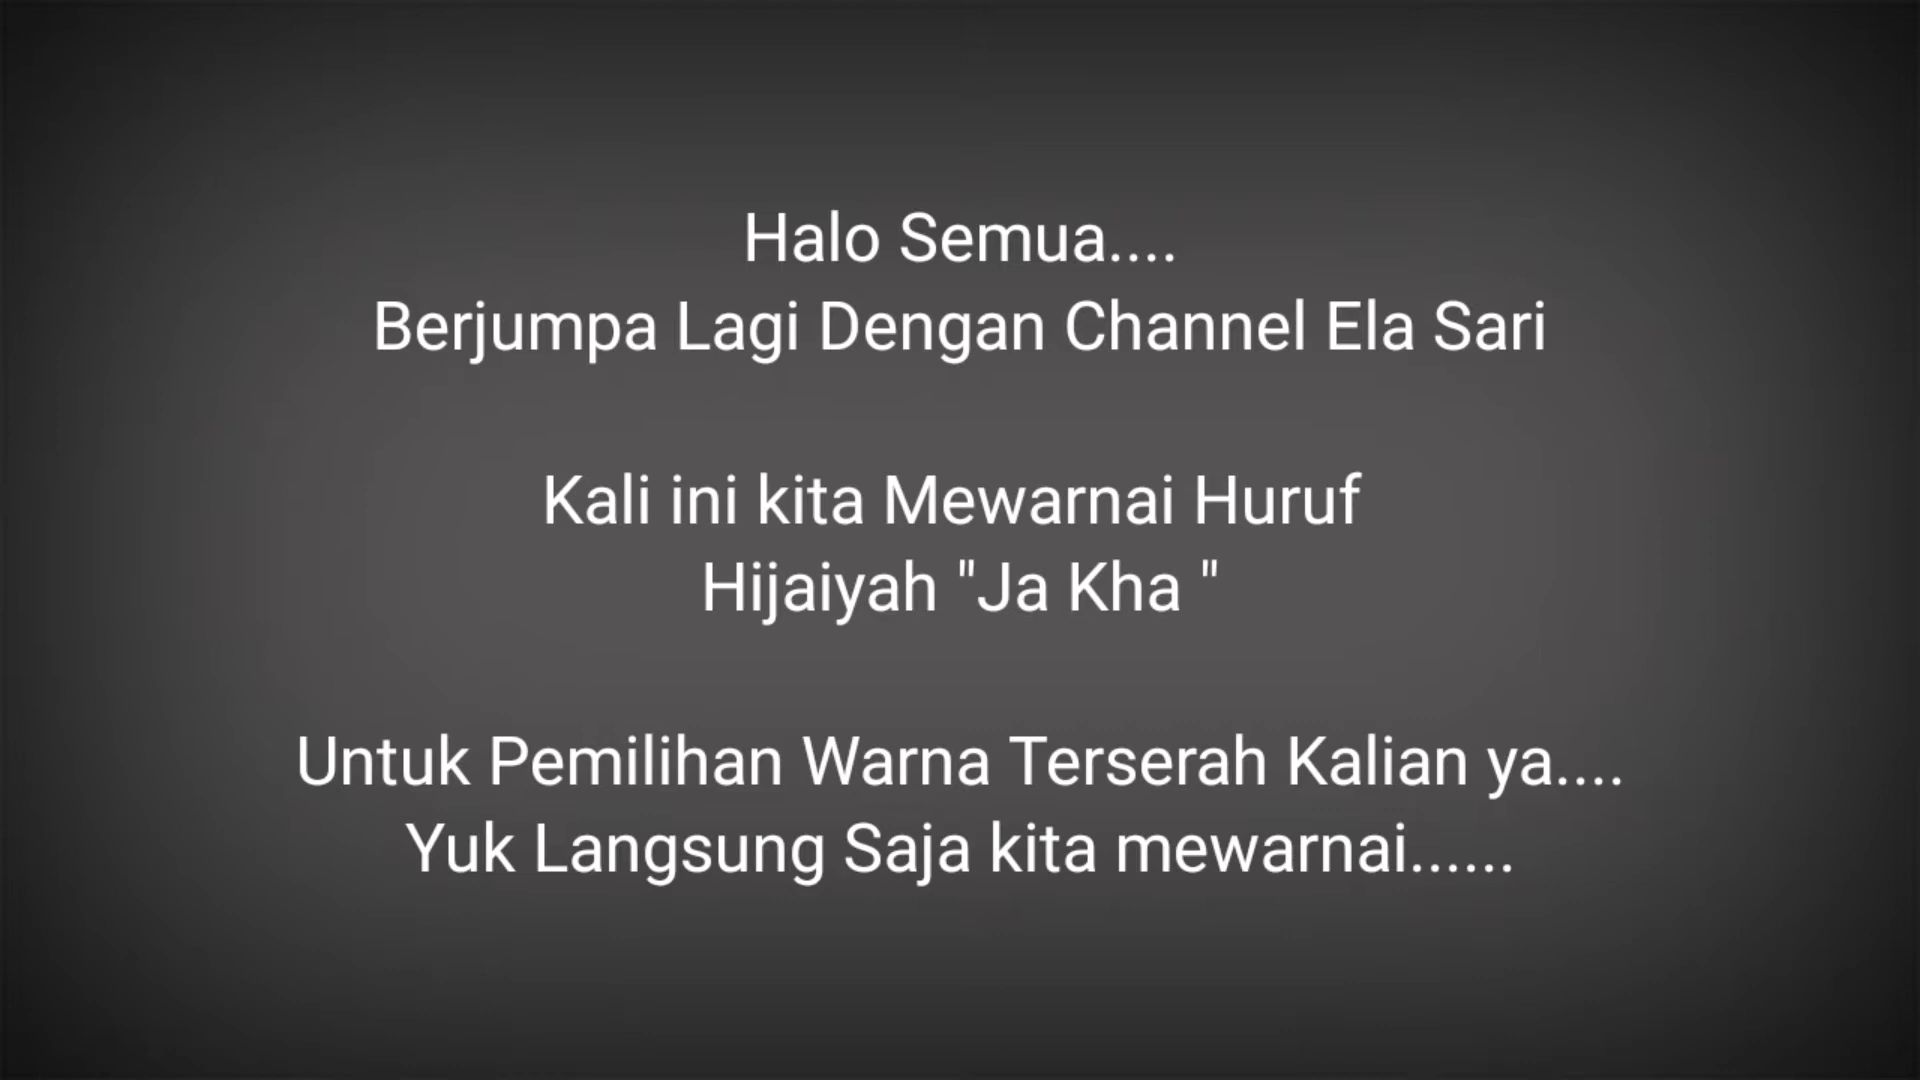 Halo Semua....
Berjumpa Lagi Dengan Channel Ela Sari
Kali ini kita Mewarnai Huruf
Hijaiyah "Ja Kha "
Untuk Pemilihan Warna Terserah Kalian ya....
Yuk Langsung Saja kita mewarnai......